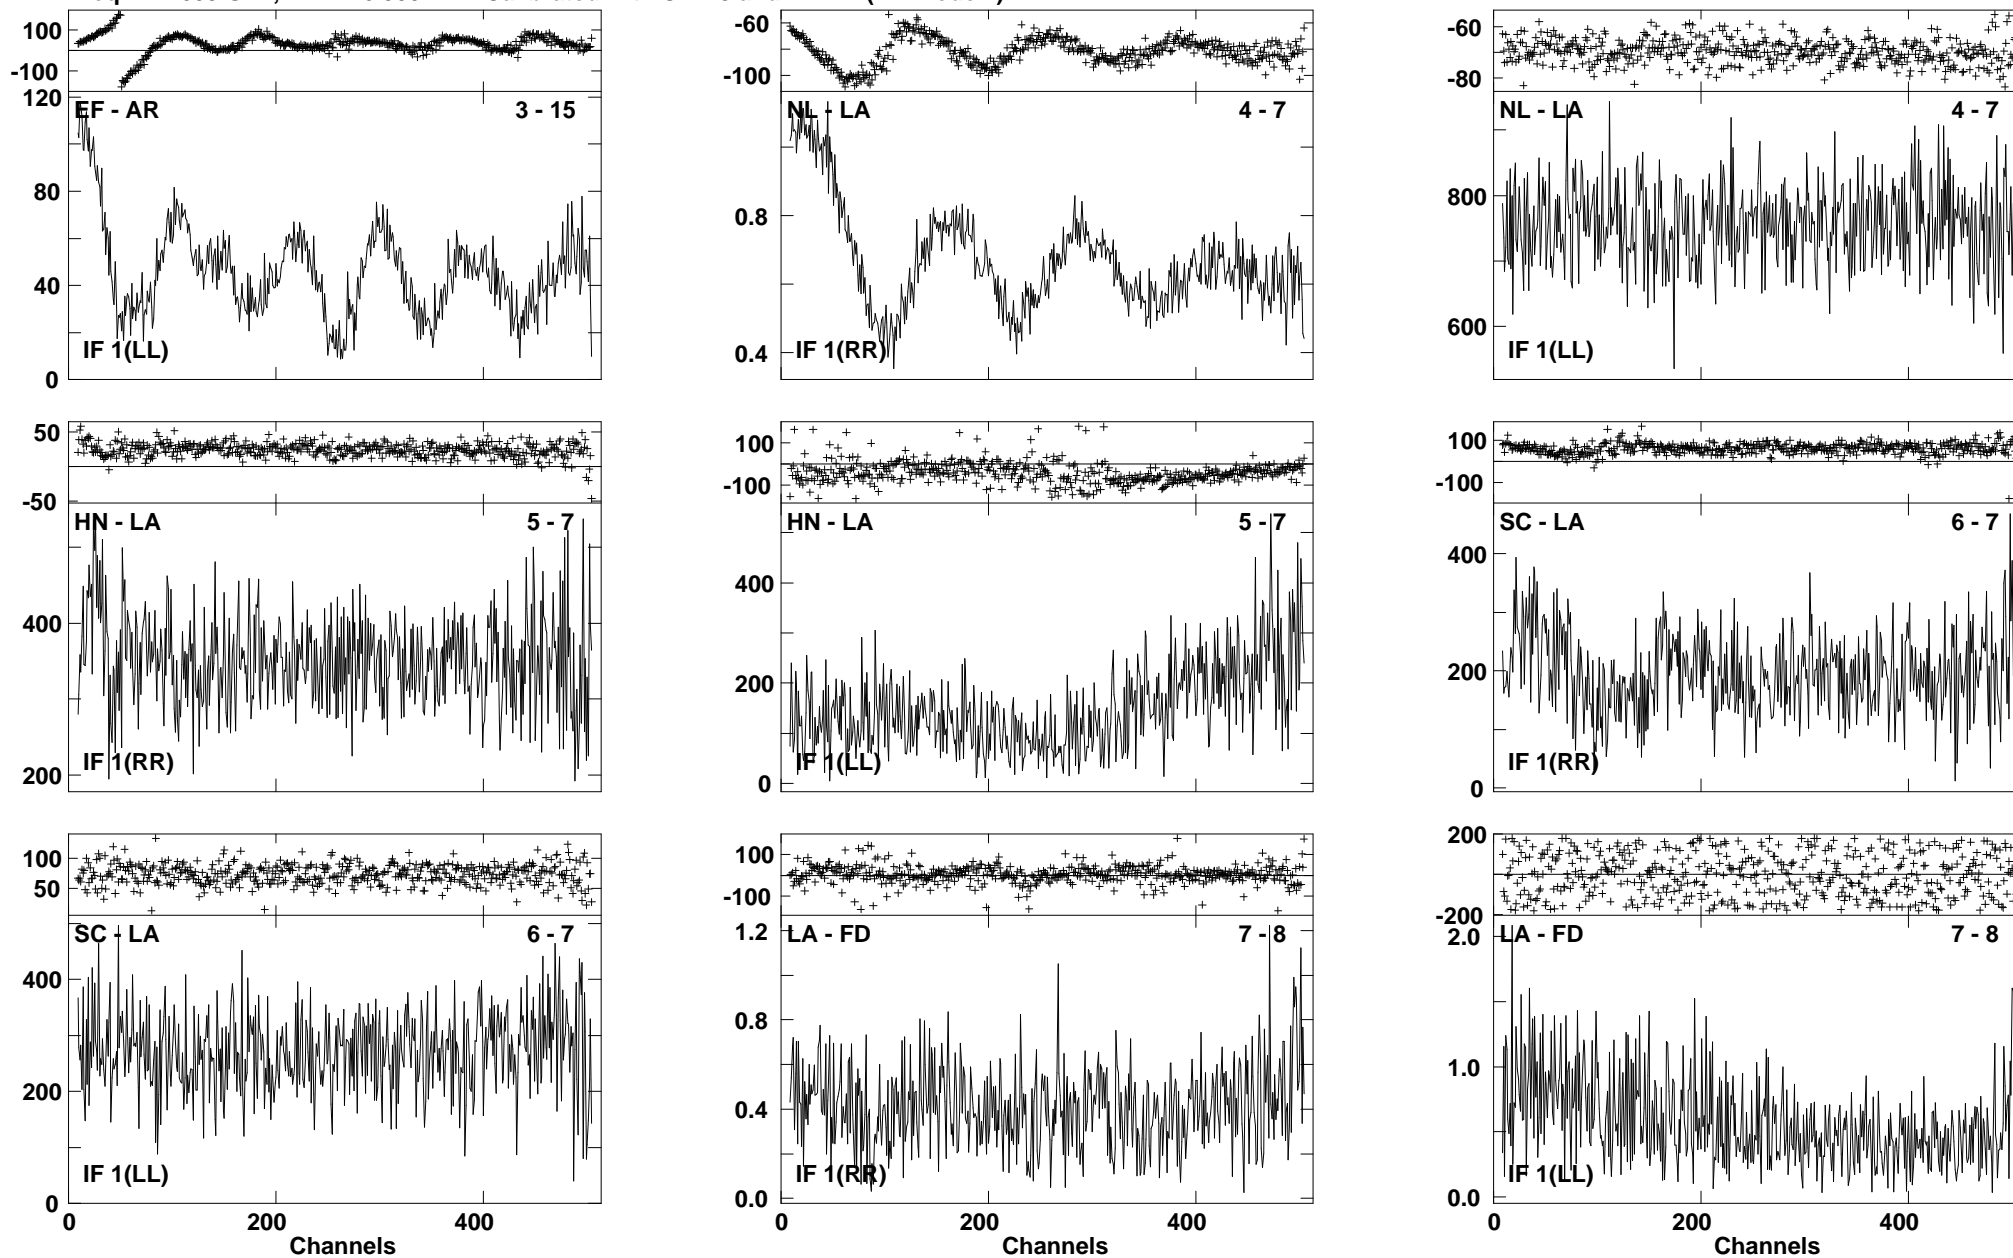 100
-100
120
EF - AR 3 - 15
80
40
IF 1(LL)
0
-60
-100
NL - LA 4 - 7
0.8
0.4
IF 1(RR)
-60
-80
NL - LA 4 - 7
800
600
IF 1(LL)
50
-50
HN - LA 5 - 7
400
200
IF 1(RR)
100
-100
HN - LA 5 - 7
400
200
IF 1(LL)
0
100
-100
SC - LA 6 - 7
400
200
IF 1(RR)
0
100
50
SC - LA 6 - 7
400
200
IF 1(LL)
0
0 200 400
Channels
100
-100
1.2
LA - FD 7 - 8
0.8
0.4
IF 1(RR)
0.0
0 200 400
Channels
200
-200
2.0
LA - FD 7 - 8
1.0
IF 1(LL)
0.0
0 200 400
Channels